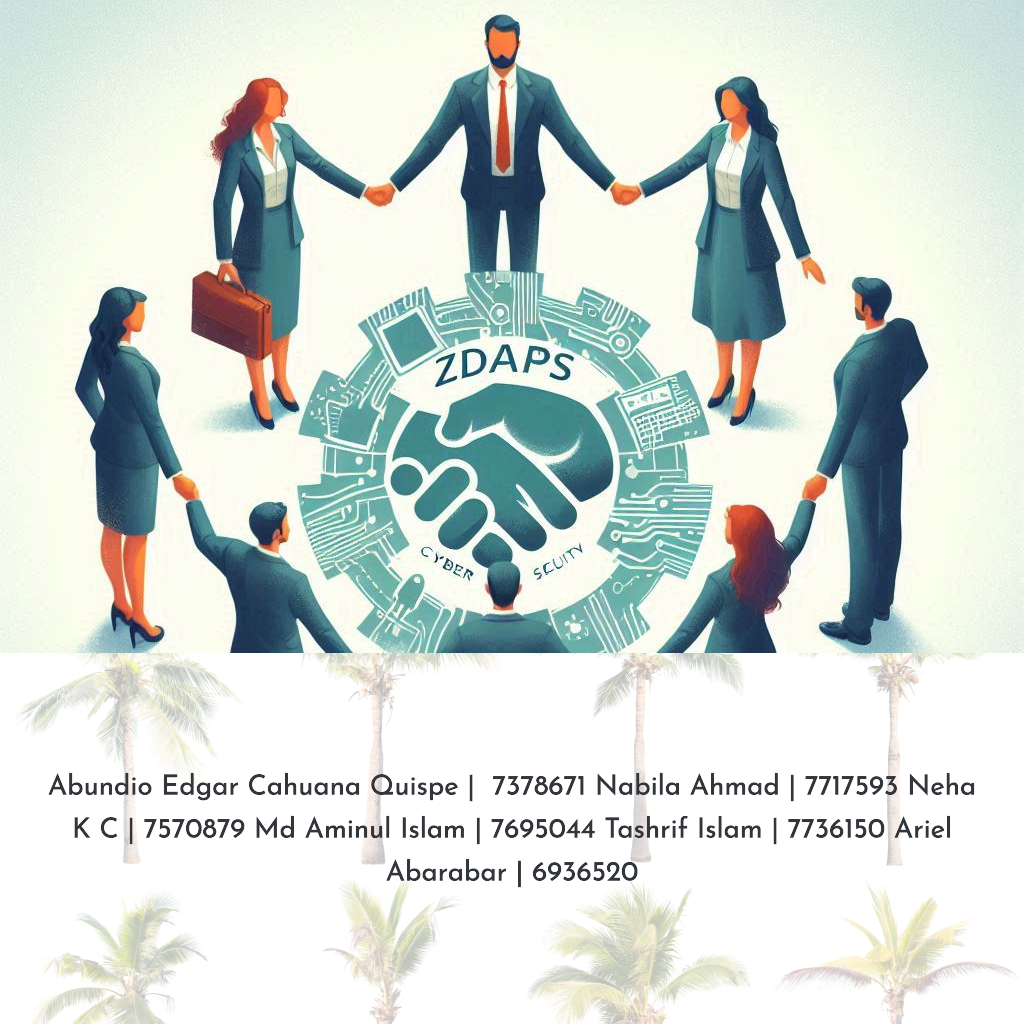 ZDAPS
CYBER
SCUITY
Abundio Edgar Cahuana Quispe | 7378671 Nabila Ahmad | 7717593 Neha
K C | 7570879 Md Aminul Islam | 7695044 Tashrif Islam | 7736150 Ariel
Abarabar | 6936520